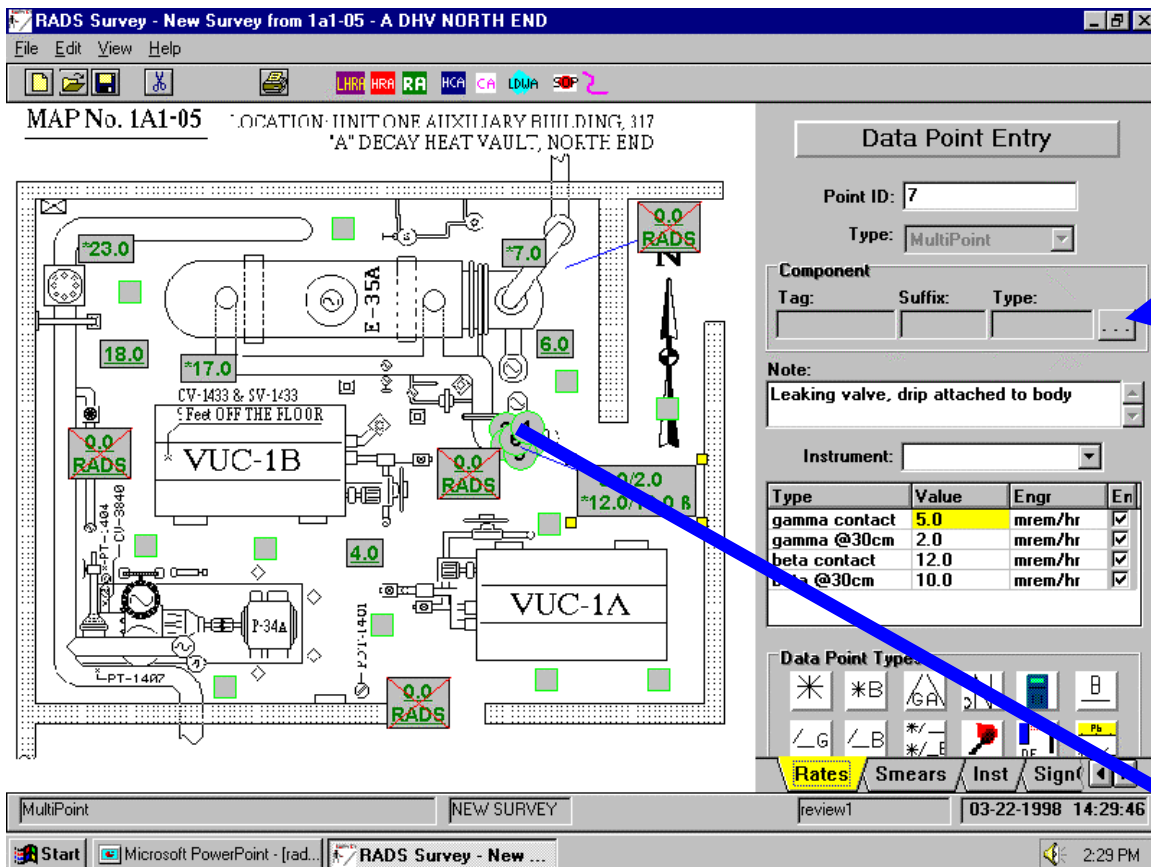 RADS Survey - New Survey from 1a1-05 - A DHV NORTH END
File Edit View Help
LHRA HRA RA HCA CA LDWA SOP
MAP No. 1A1-05
LOCATION: UNIT ONE AUXILIARY BUILDING, 317
"A" DECAY HEAT VAULT, NORTH END
*23.0
*7.0
0.0
RADS
N
E-35A
18.0
*17.0
6.0
CV-1433 & SV-1433
9 Feet OFF THE FLOOR
VUC-1B
0.0
RADS
0.0
RADS
/2.0
*12.0/
PT-1404
CV-3840
4.0
VUC-1A
P-34A
PDT-1401
PT-1407
0.0
RADS
Data Point Entry
Point ID: 7
Type: MultiPoint
Component
Tag: Suffix: Type:
...
Note:
Leaking valve, drip attached to body
Instrument:
Type Value Engr En
gamma contact 5.0 mrem/hr
gamma @30cm 2.0 mrem/hr
beta contact 12.0 mrem/hr
beta @30cm 10.0 mrem/hr
Data Point Types
*B GA B
G B Pb
Rates Smears Inst
MultiPoint NEW SURVEY review1 03-22-1998 14:29:46
Start Microsoft PowerPoint - [rad... RADS Survey - New ... 2:29 PM